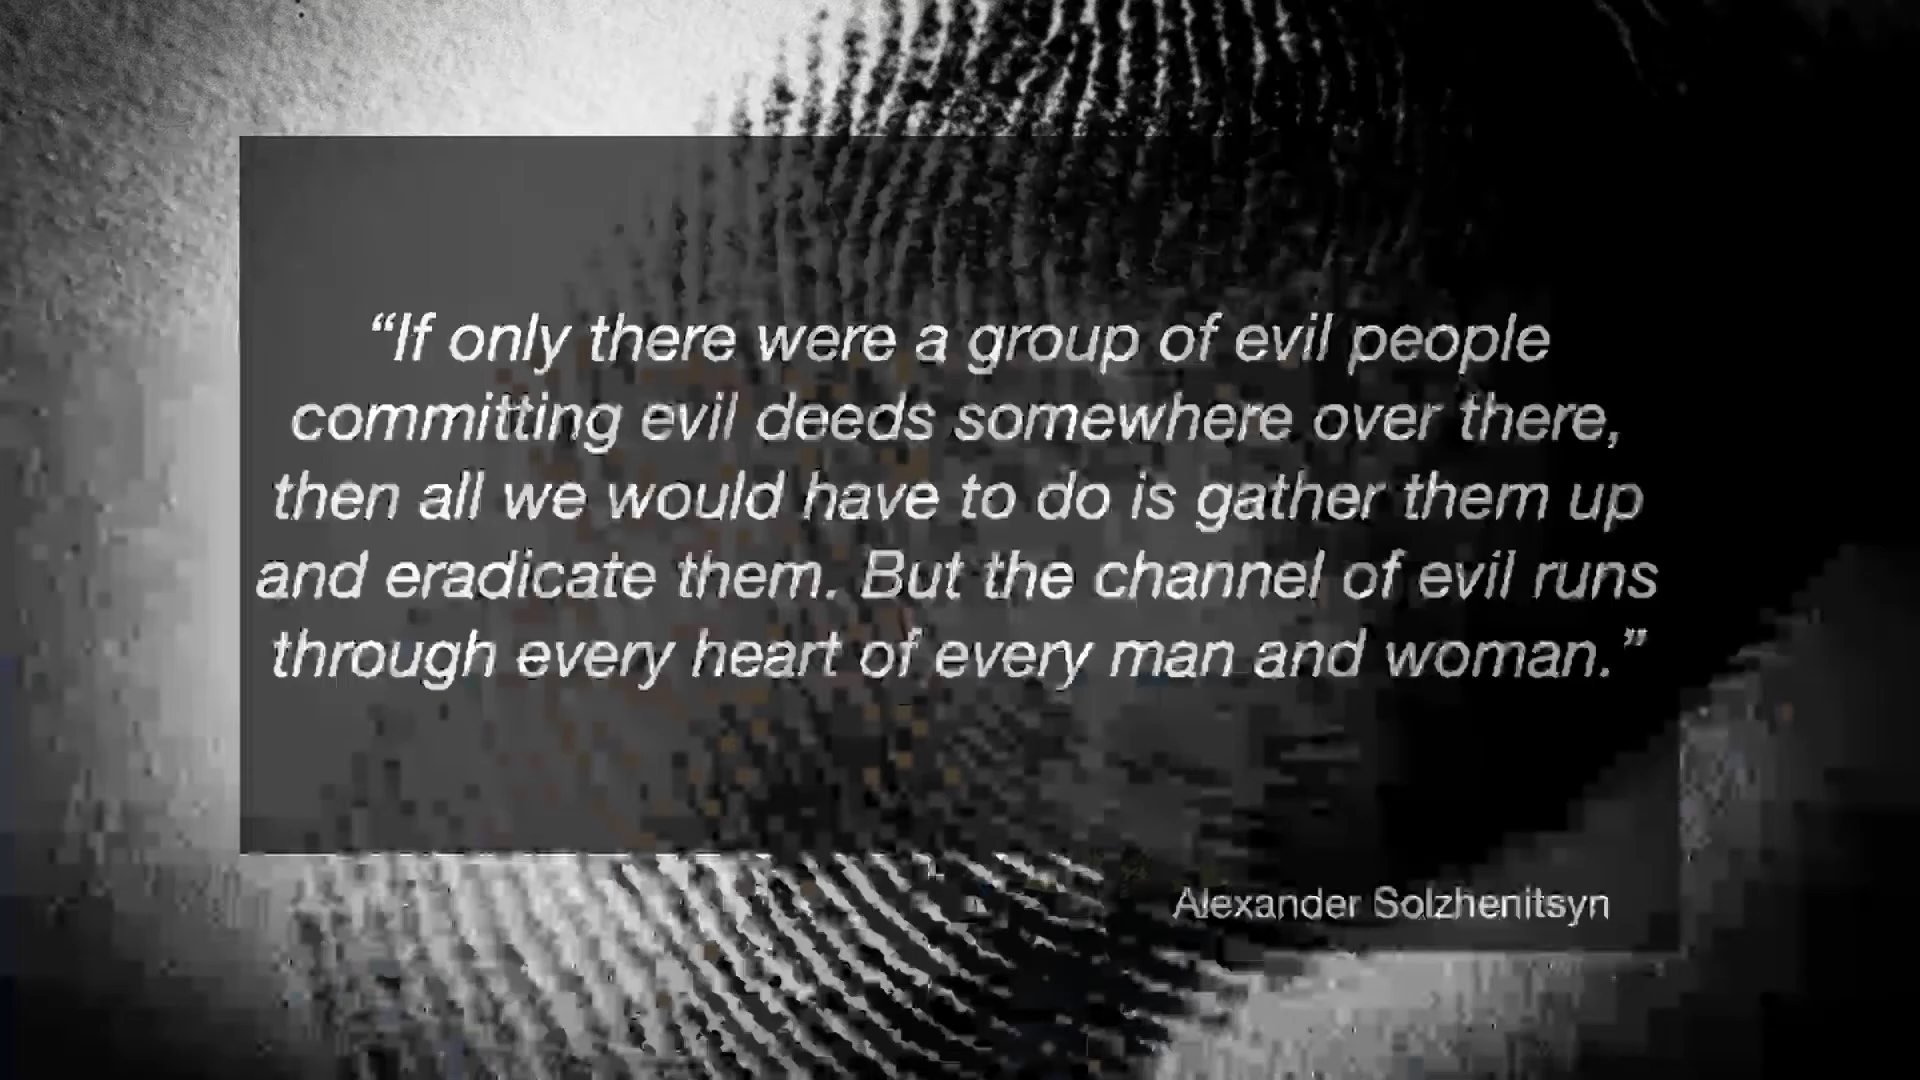 “If only there were a group of evil people
committing evil deeds somewhere over there,
then all we would have to do is gather them up
and eradicate them. But the channel of evil runs
through every heart of every man and woman.”
Alexander Solzhenitsyn